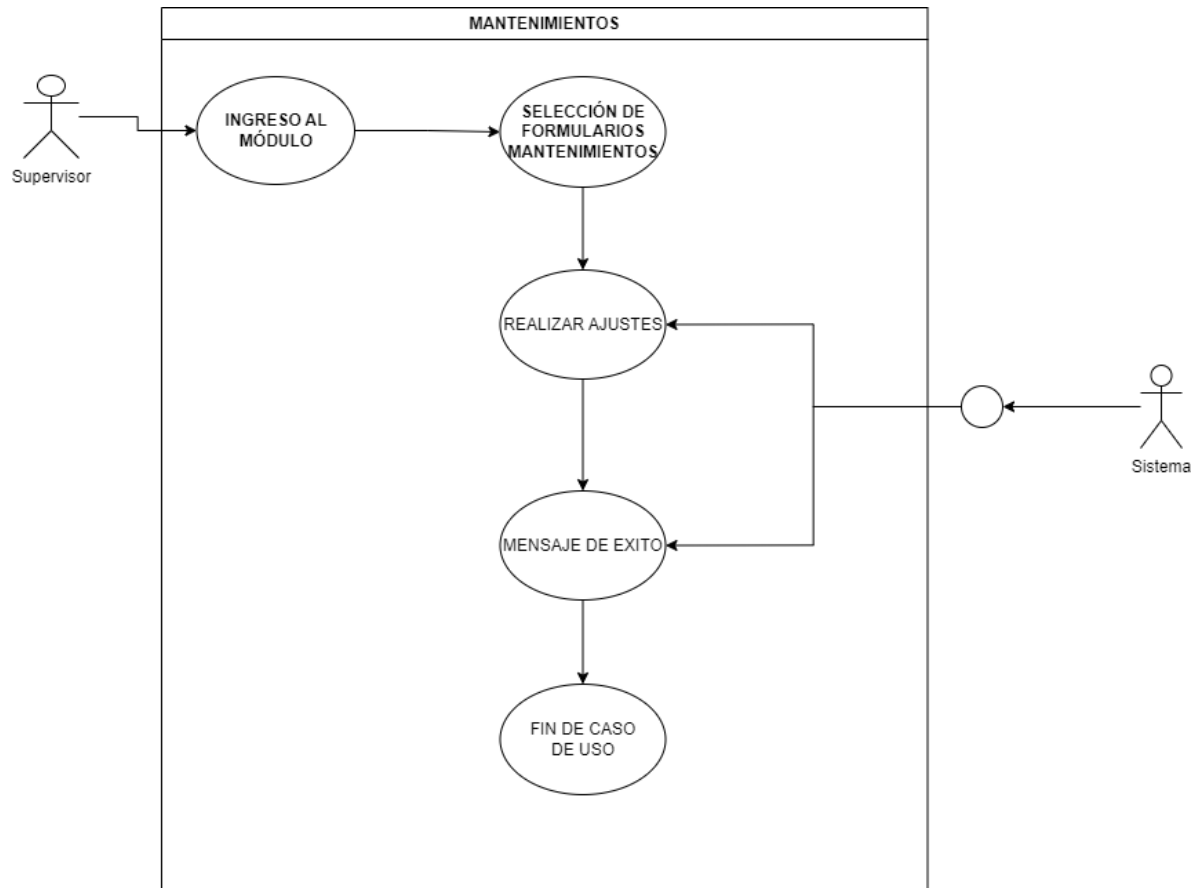 MANTENIMIENTOS
INGRESO AL
MÓDULO
SELECCIÓN DE
FORMULARIOS
MANTENIMIENTOS
Supervisor
REALIZAR AJUSTES
Sistema
MENSAJE DE EXITO
FIN DE CASO
DE USO